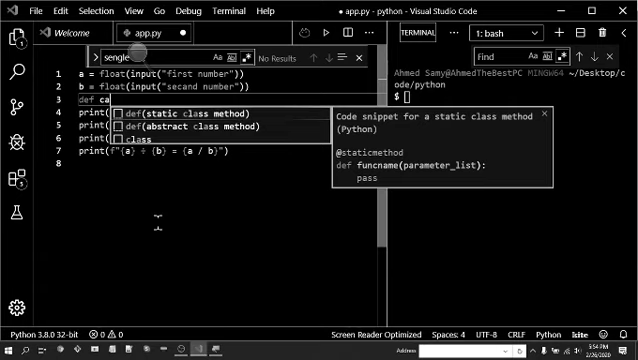 File Edit Selection View Go Debug Terminal Help
● app.py - python - Visual Studio Code
Welcome
app.py ●
TERMINAL
1: bash
sengle
Aa
No Results
Find
Aa
1 a = float(input("first number"))
2 b = float(input("secand number"))
3 def ca
4 print(
5 print(
6 print(
7 print(f"{a} ÷ {b} = {a / b}")
8
def(static class method)
def(abstract class method)
class
Code snippet for a static class method
(Python)
@staticmethod
def funcname(parameter_list):
pass
Ahmed Samy@AhmedTheBestPC MINGW64 ~/Desktop/c
ode/python
$
Python 3.8.0 32-bit
0 0
Screen Reader Optimized
Spaces: 4
UTF-8
CRLF
Python
kite
Address
5:54 PM
2/26/2020